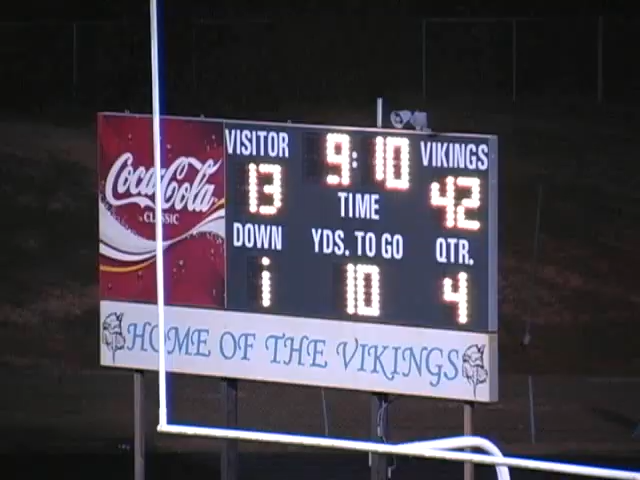 Coca-Cola
CLASSIC
VISITOR 9:10 VIKINGS
13 TIME 42
DOWN YDS. TO GO QTR.
1 10 4
HOME OF THE VIKINGS